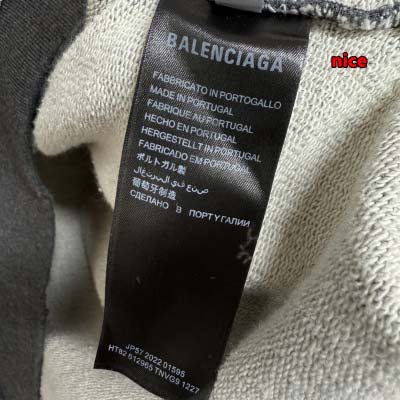 BALENCIAGA
nice
FABBRICATO IN PORTOGALLO
MADE IN PORTUGAL
FABRIQUE AU PORTUGAL
HECHO EN PORTUGAL
HERGESTELLT IN PORTUGAL
FABRICADO EM PORTUGAL
ポルトガル製
صنع في البرتغال
葡萄牙制造
СДЕЛАНО В ПОРТУГАЛИИ
JP57 2022 01595
HT82 612965 TNVG9 1227